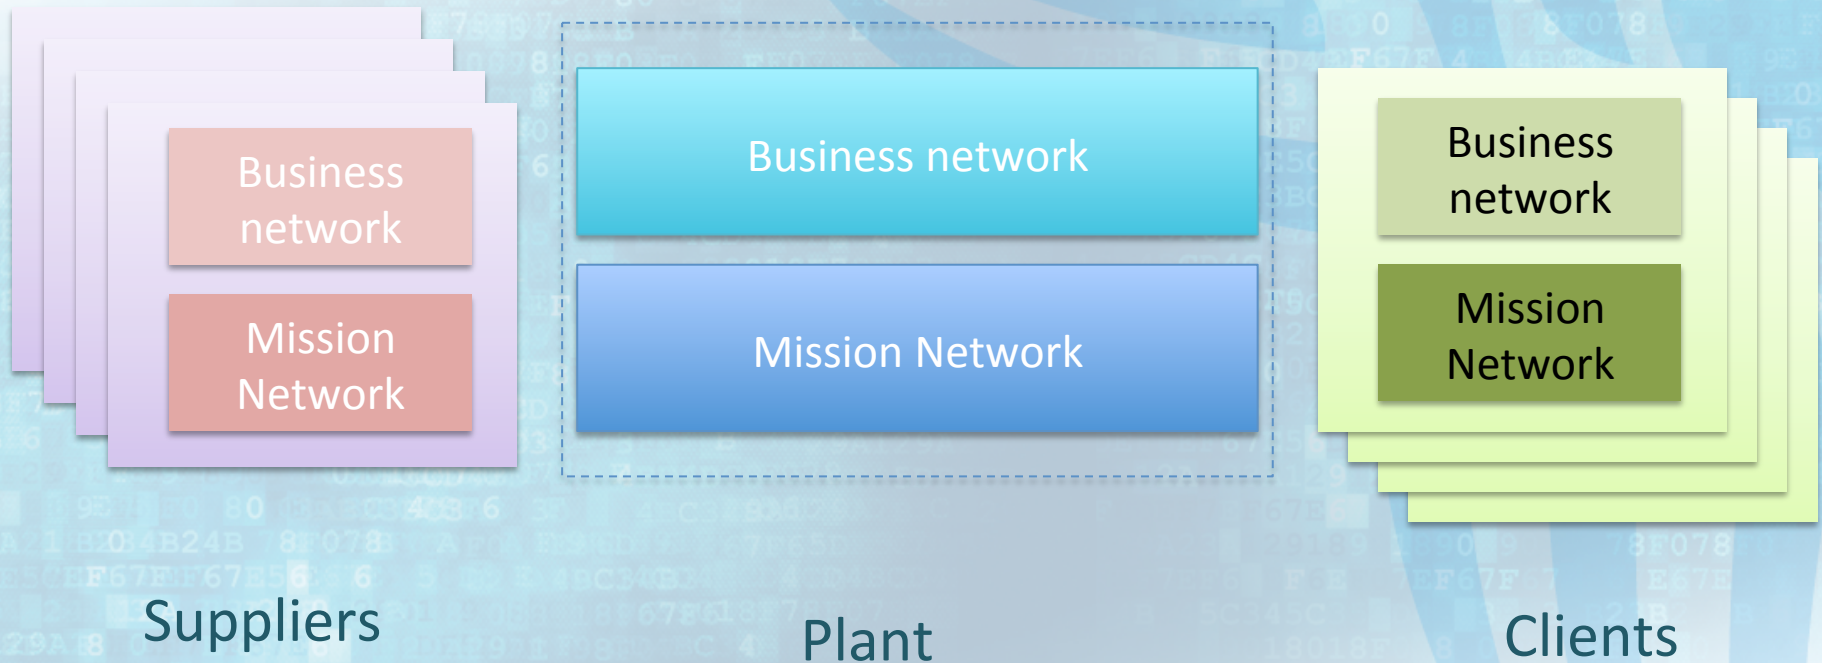 Business
network
Mission
Network
Business network
Mission Network
Business
network
Mission
Network
Suppliers
Plant
Clients